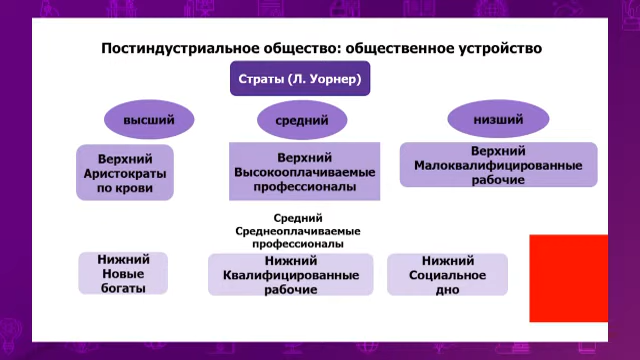 Постиндустриальное общество: общественное устройство
Страты (Л. Уорнер)
высший
средний
низший
Верхний
Аристократы
по крови
Верхний
Высокооплачиваемые
профессионалы
Верхний
Малоквалифицированные
рабочие
Средний
Среднеоплачиваемые
профессионалы
Нижний
Новые
богаты
Нижний
Квалифицированные
рабочие
Нижний
Социальное
дно